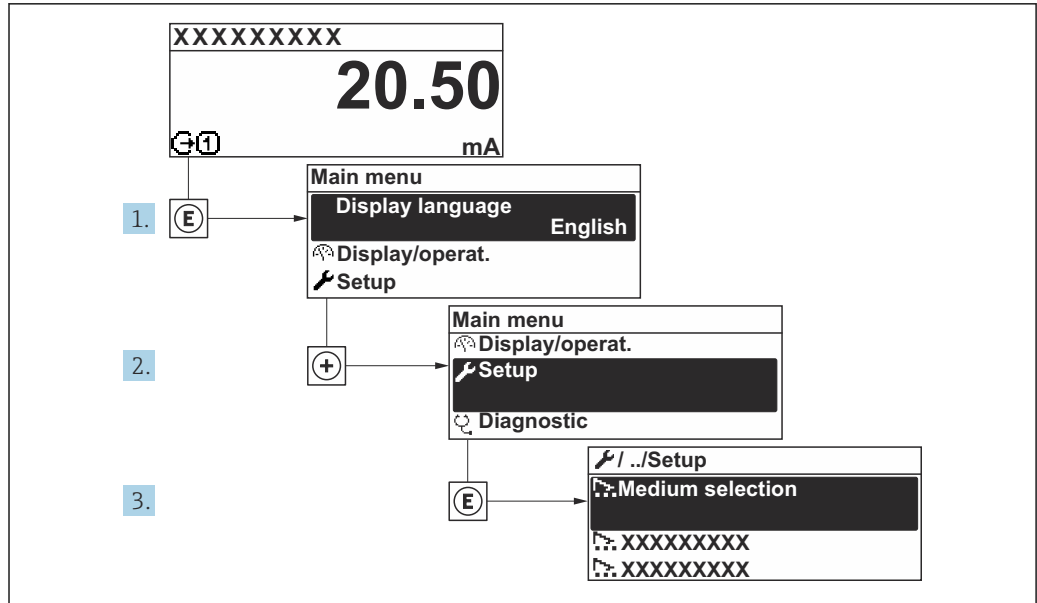 XXXXXXXXX
20.50
1 mA
Main menu
1. E Display language
English
Display/operat.
Setup
Main menu
Display/operat.
2. + Setup
Diagnostic
/ ../Setup
3. E Medium selection
XXXXXXXXX
XXXXXXXXX